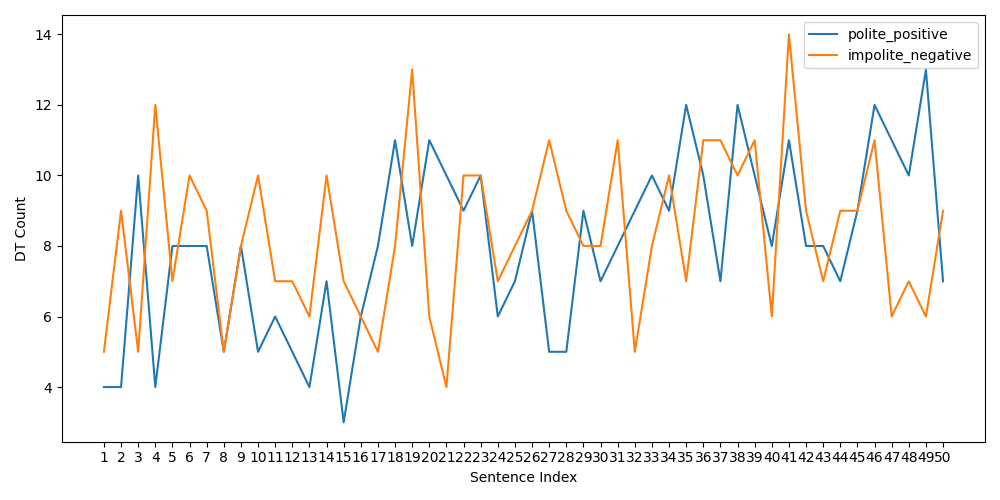 polite_positive
impolite_negative
DT Count
14
12
10
8
6
4
1 2 3 4 5 6 7 8 9 10 11 12 13 14 15 16 17 18 19 20 21 22 23 24 25 26 27 28 29 30 31 32 33 34 35 36 37 38 39 40 41 42 43 44 45 46 47 48 49 50
Sentence Index